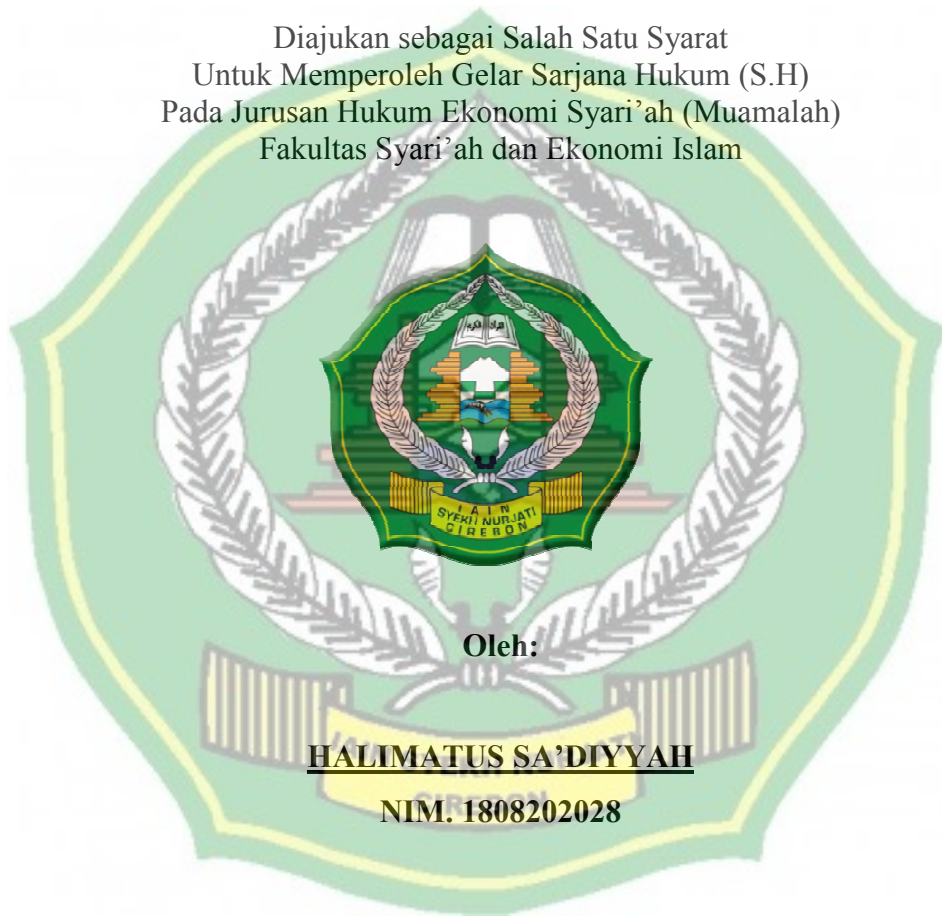 Diajukan sebagai Salah Satu Syarat
Untuk Memperoleh Gelar Sarjana Hukum (S.H)
Pada Jurusan Hukum Ekonomi Syari’ah (Muamalah)
Fakultas Syari’ah dan Ekonomi Islam
IAIN
SYEKH NURJATI
CIREBON
Oleh:
HALIMATUS SA’DIYYAH
NIM. 1808202028